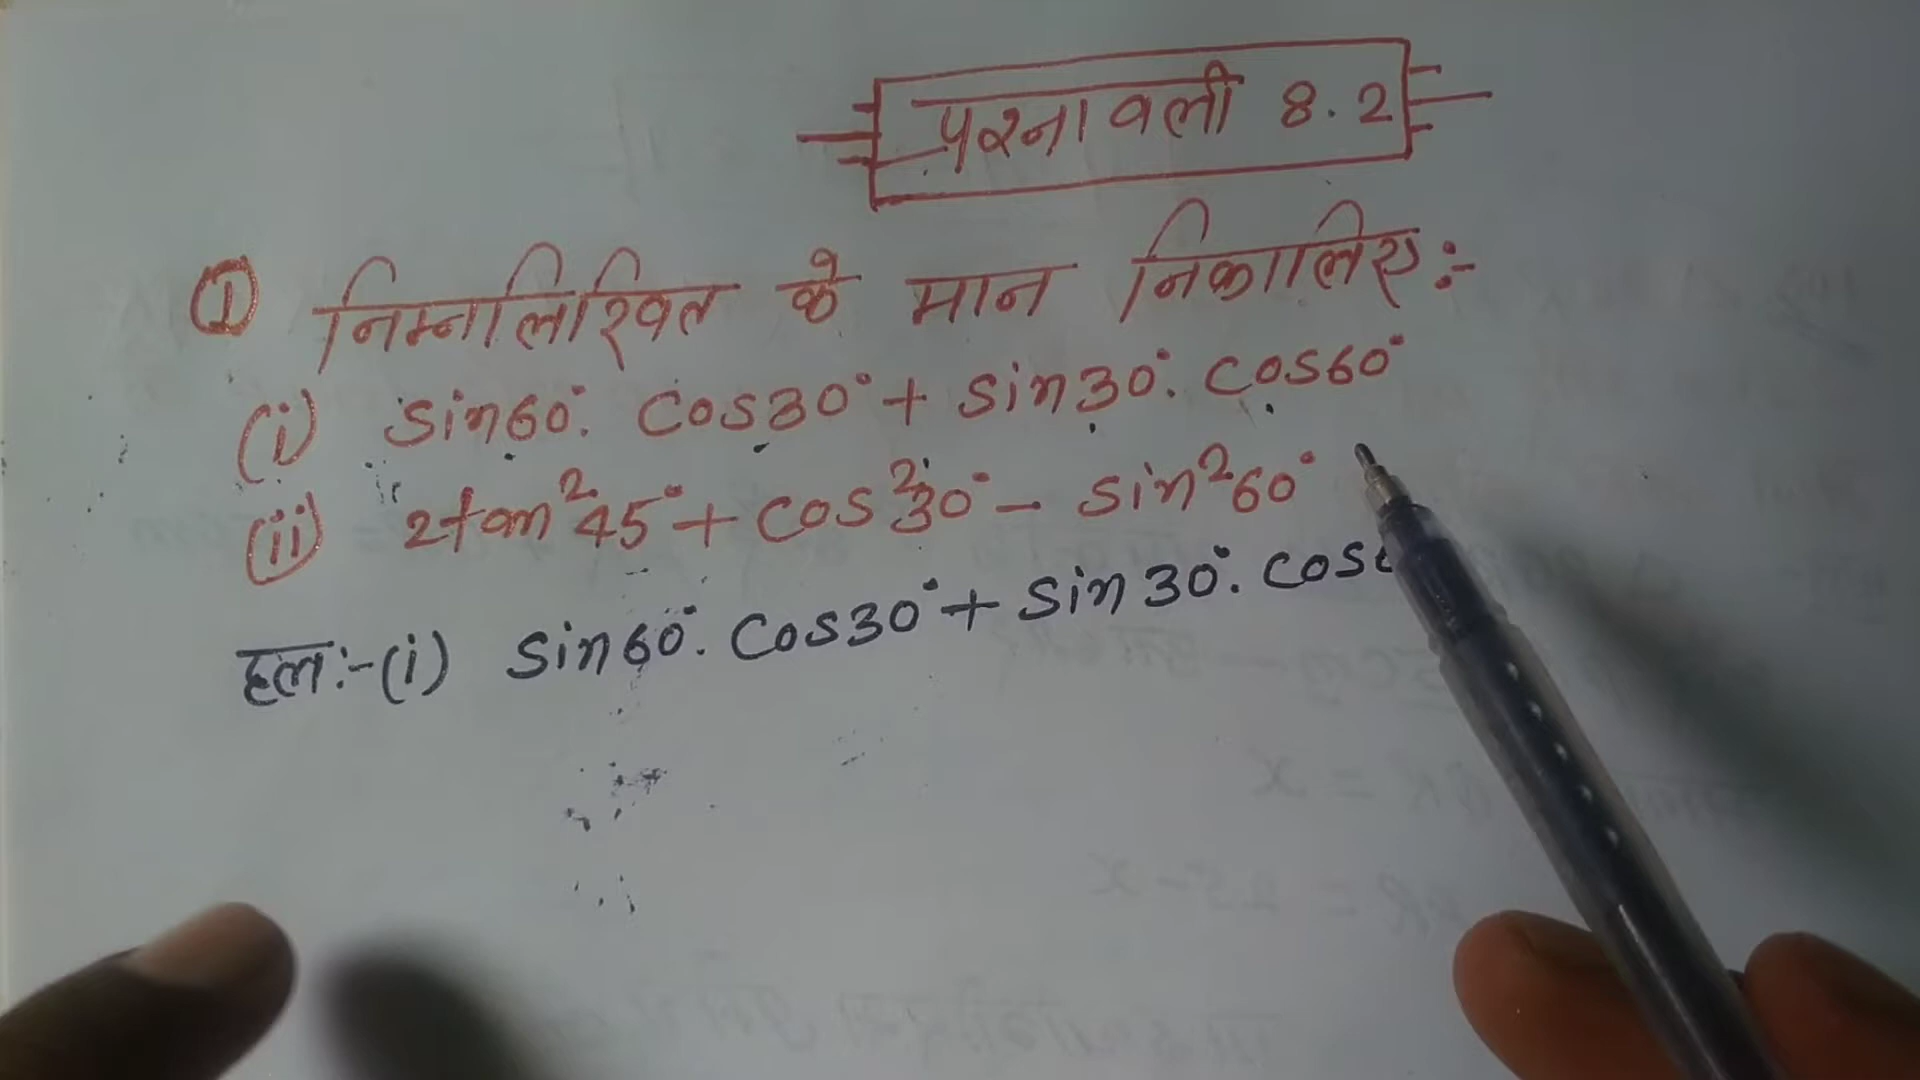 प्रश्नावली 8.2
① निम्नलिखित के मान निकालिए:-
(i) sin60°. cos30° + sin30°. cos60°
(ii) 2tan²45° + cos²30° - sin²60°
हल:-(i) sin60°. cos30° + sin30°. cos